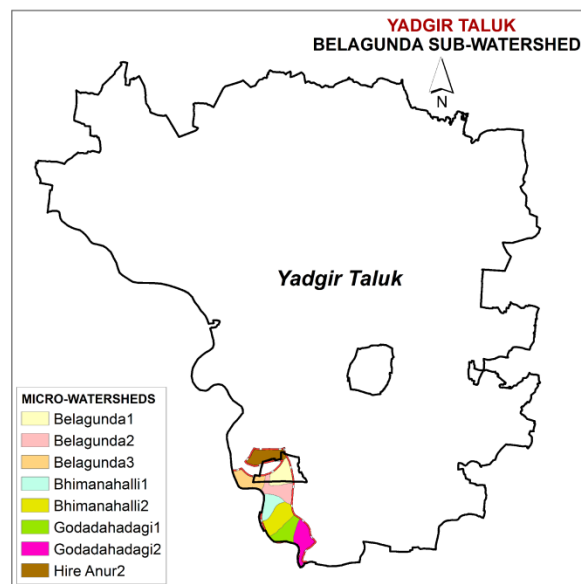 YADGIR TALUK
BELAGUNDA SUB-WATERSHED
N
Yadgir Taluk
MICRO-WATERSHEDS
Belagunda1
Belagunda2
Belagunda3
Bhimanahalli1
Bhimanahalli2
Godadahadagi1
Godadahadagi2
Hire Anur2